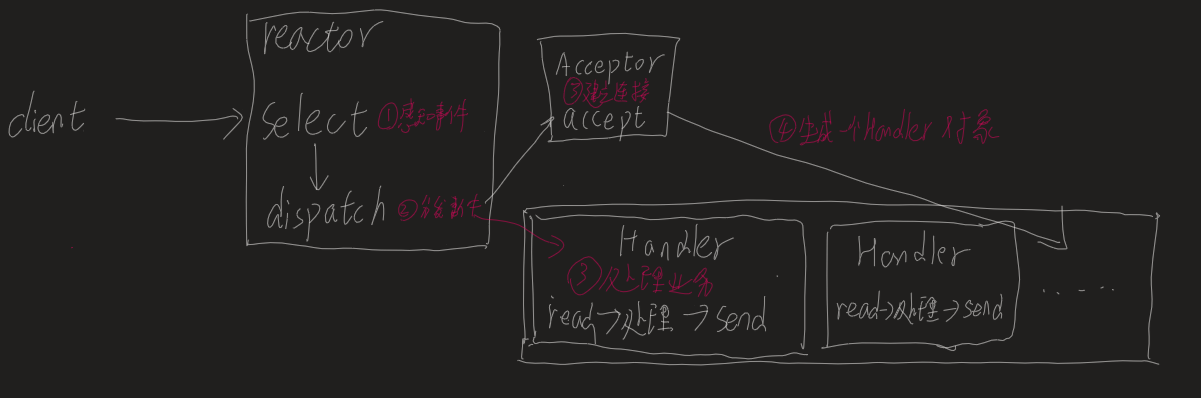 reactor
client
select ①感知事件
dispatch ②分发事件
Acceptor
③建立连接
accept
④生成个Handler对象
Handler
③处理业务
read→处理→send
Handler
read→处理→send
......